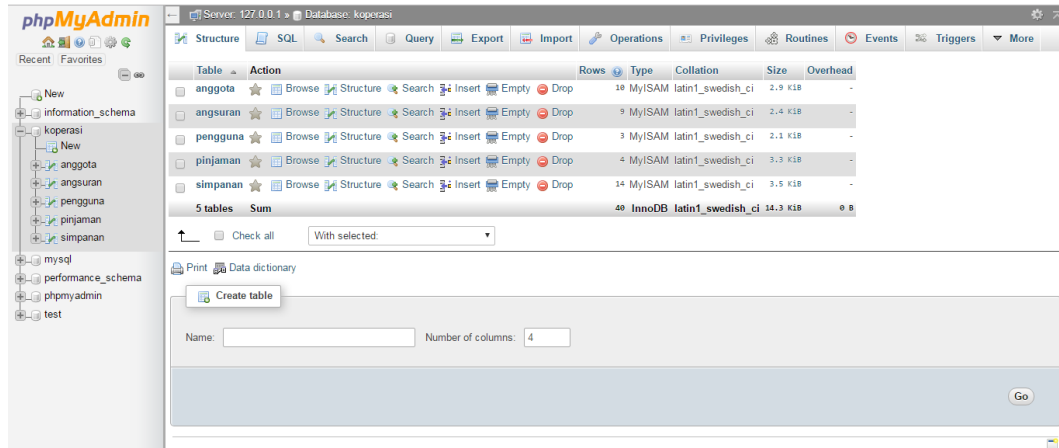 phpMyAdmin
Recent Favorites
New
information_schema
koperasi
New
anggota
angsuran
pengguna
pinjaman
simpanan
mysql
performance_schema
phpmyadmin
test
Server: 127.0.0.1 » Database: koperasi
Structure SQL Search Query Export Import Operations Privileges Routines Events Triggers More
Table Action Rows Type Collation Size Overhead
anggota Browse Structure Search Insert Empty Drop 10 MyISAM latin1_swedish_ci 2.9 KiB -
angsuran Browse Structure Search Insert Empty Drop 9 MyISAM latin1_swedish_ci 2.4 KiB -
pengguna Browse Structure Search Insert Empty Drop 3 MyISAM latin1_swedish_ci 2.1 KiB -
pinjaman Browse Structure Search Insert Empty Drop 4 MyISAM latin1_swedish_ci 3.3 KiB -
simpanan Browse Structure Search Insert Empty Drop 14 MyISAM latin1_swedish_ci 3.5 KiB -
5 tables Sum 40 InnoDB latin1_swedish_ci 14.3 KiB 0 B
Check all With selected:
Print Data dictionary
Create table
Name: Number of columns: 4
Go